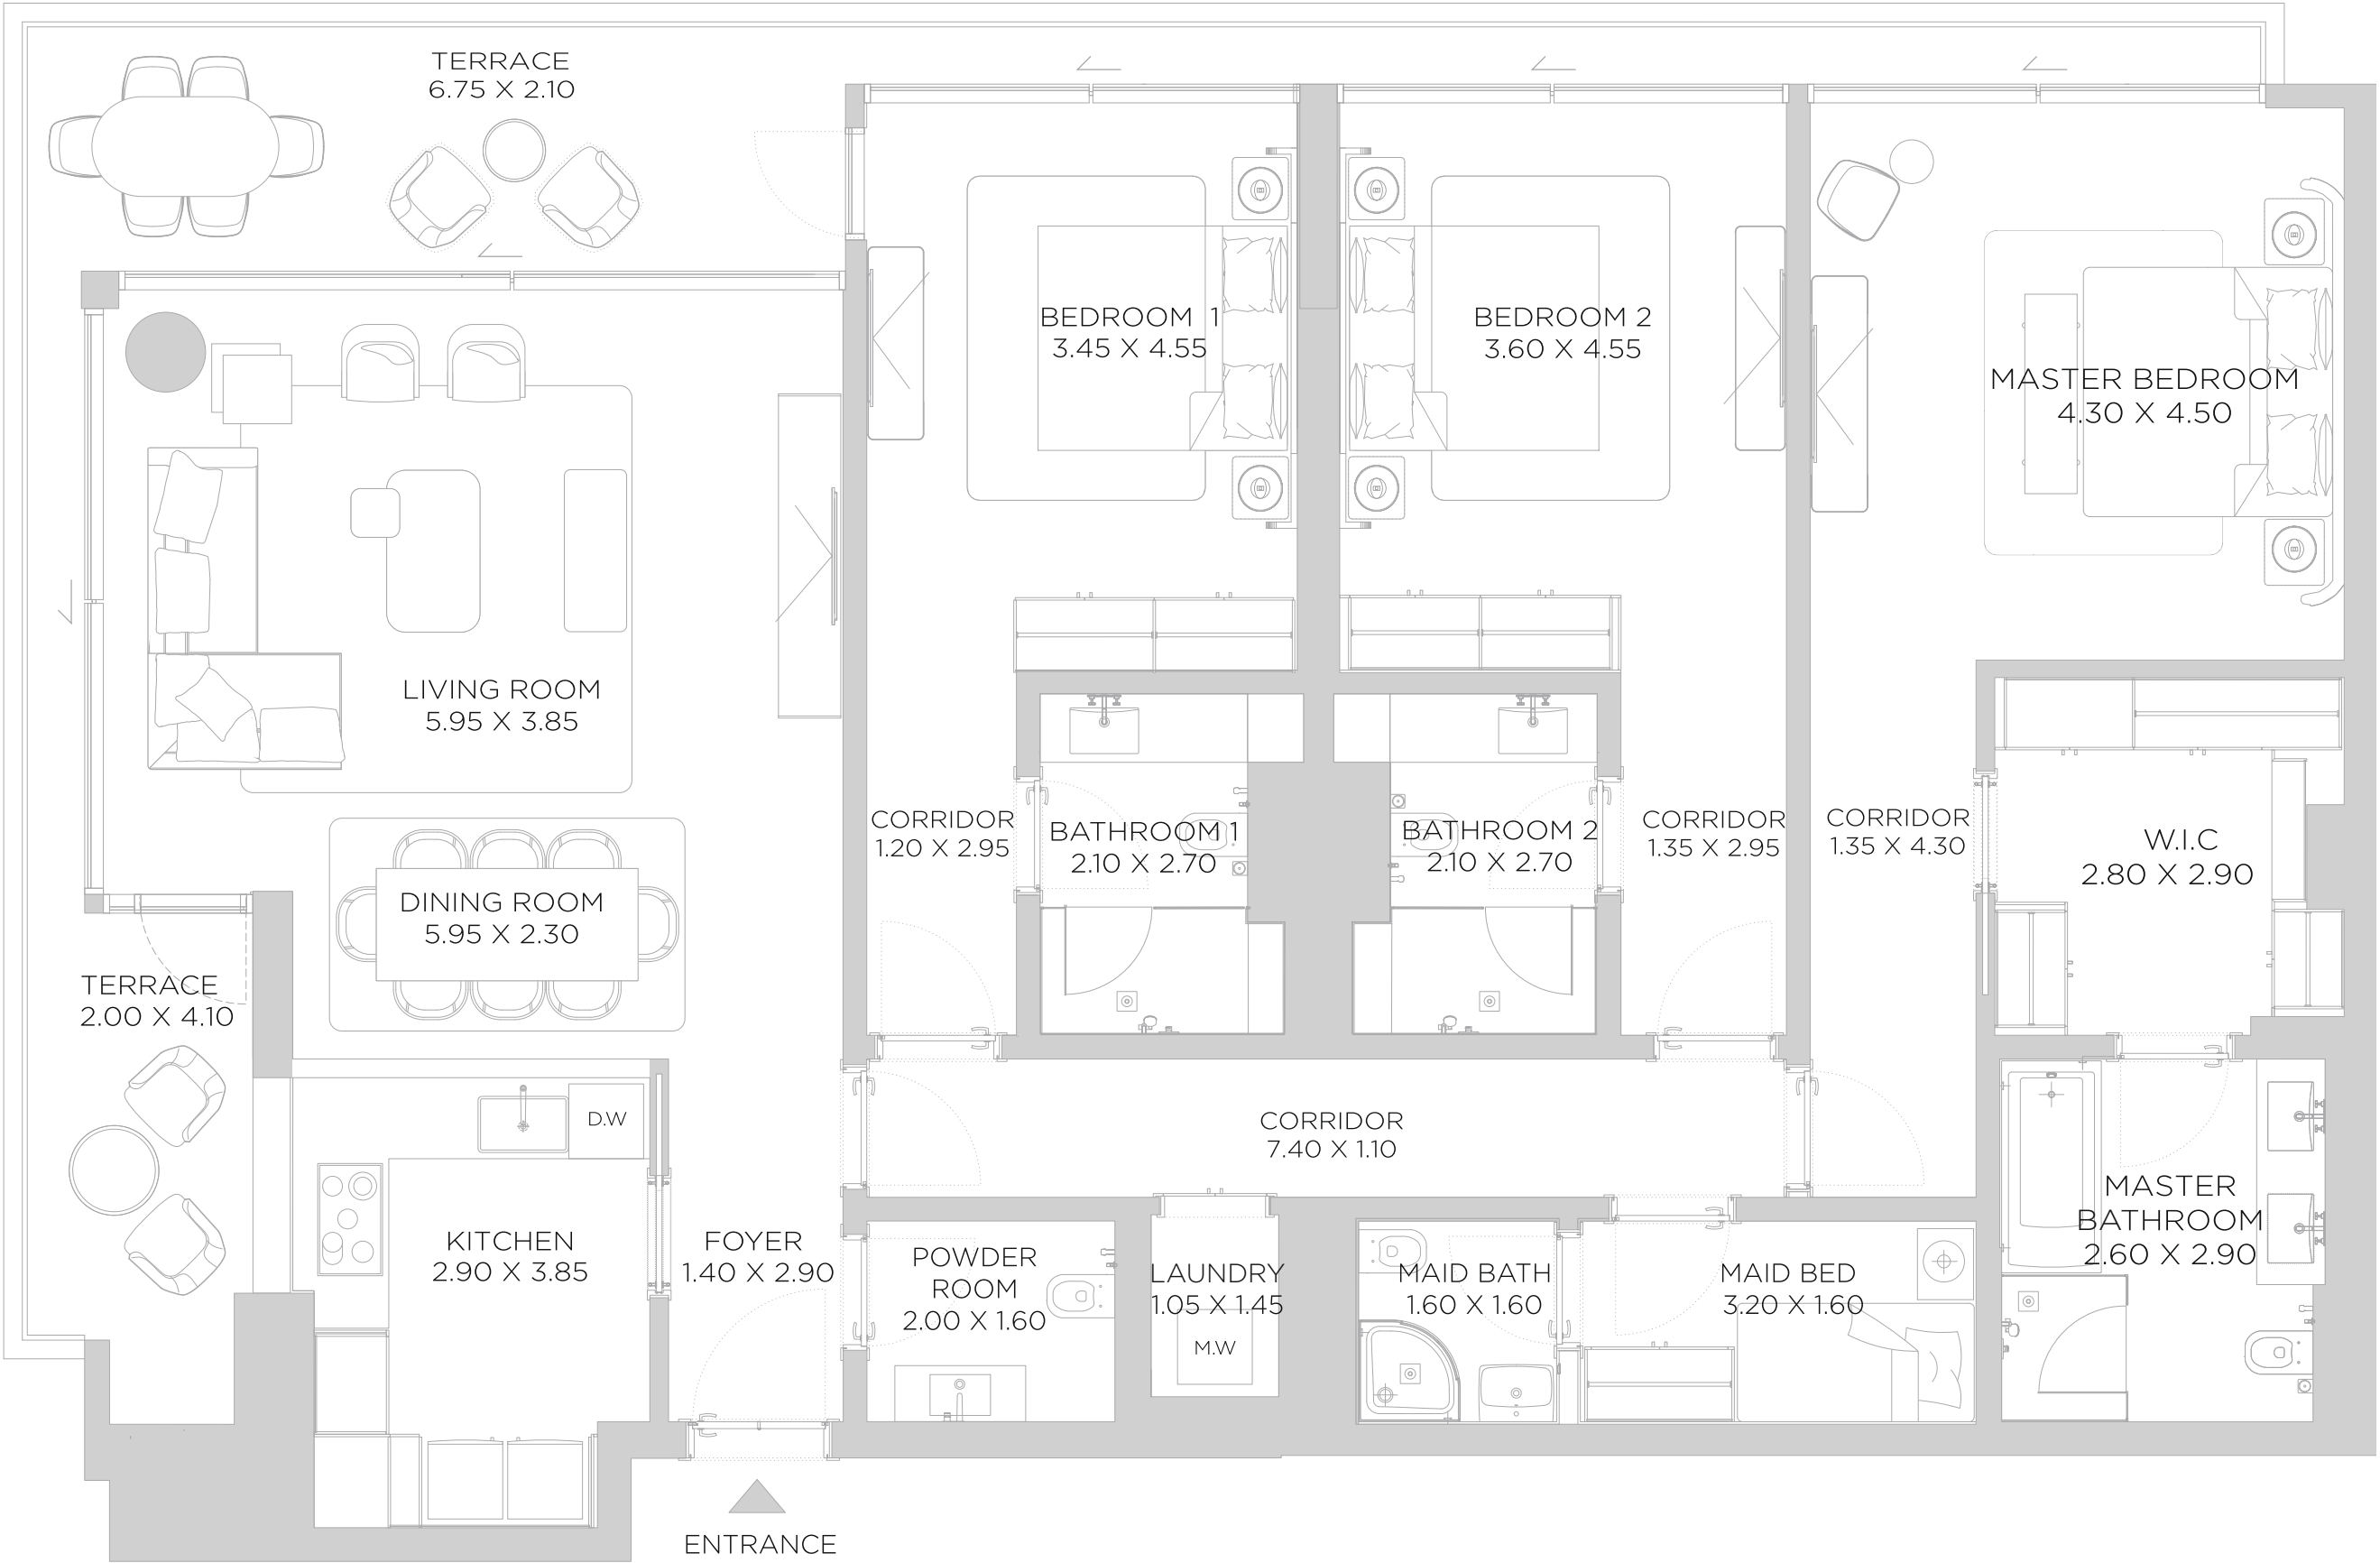 TERRACE
6.75 X 2.10
BEDROOM 1
3.45 X 4.55
BEDROOM 2
3.60 X 4.55
MASTER BEDROOM
4.30 X 4.50
LIVING ROOM
5.95 X 3.85
CORRIDOR
1.20 X 2.95
BATHROOM 1
2.10 X 2.70
BATHROOM 2
2.10 X 2.70
CORRIDOR
1.35 X 2.95
CORRIDOR
1.35 X 4.30
W.I.C
2.80 X 2.90
DINING ROOM
5.95 X 2.30
TERRACE
2.00 X 4.10
D.W
CORRIDOR
7.40 X 1.10
MASTER
BATHROOM
2.60 X 2.90
KITCHEN
2.90 X 3.85
FOYER
1.40 X 2.90
POWDER
ROOM
2.00 X 1.60
LAUNDRY
1.05 X 1.45
M.W
MAID BATH
1.60 X 1.60
MAID BED
3.20 X 1.60
ENTRANCE